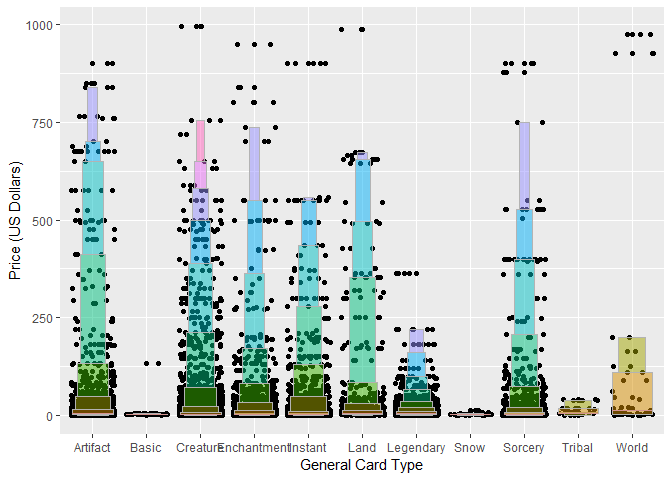 Price (US Dollars)
1000
750
500
250
0
Artifact Basic Creature Enchantment Instant Land Legendary Snow Sorcery Tribal World
General Card Type